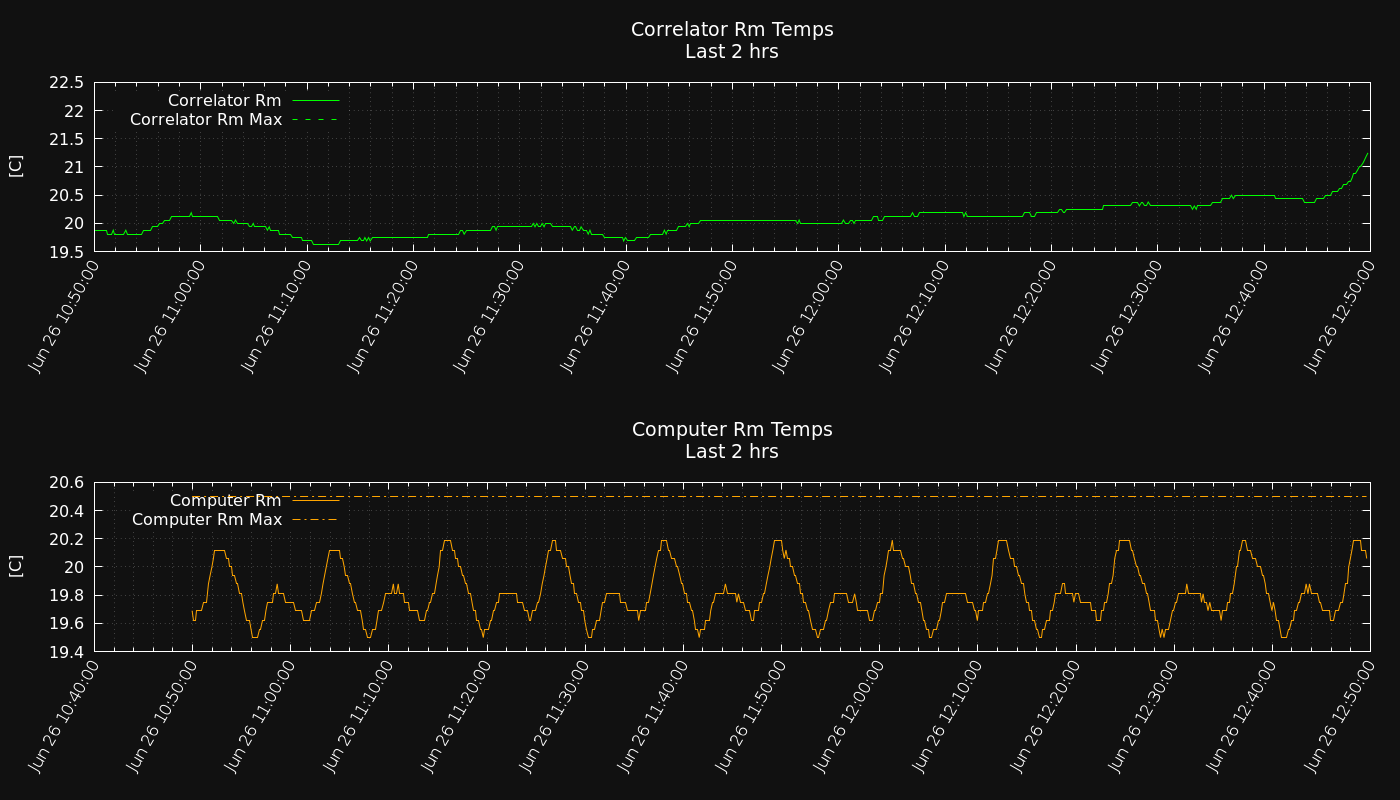 Correlator Rm Temps
Last 2 hrs
22.5
22
21.5
21
20.5
20
19.5
[C]
Correlator Rm
Correlator Rm Max
Jun 26 10:50:00
Jun 26 11:00:00
Jun 26 11:10:00
Jun 26 11:20:00
Jun 26 11:30:00
Jun 26 11:40:00
Jun 26 11:50:00
Jun 26 12:00:00
Jun 26 12:10:00
Jun 26 12:20:00
Jun 26 12:30:00
Jun 26 12:40:00
Jun 26 12:50:00
Computer Rm Temps
Last 2 hrs
20.6
20.4
20.2
20
19.8
19.6
19.4
[C]
Computer Rm
Computer Rm Max
Jun 26 10:40:00
Jun 26 10:50:00
Jun 26 11:00:00
Jun 26 11:10:00
Jun 26 11:20:00
Jun 26 11:30:00
Jun 26 11:40:00
Jun 26 11:50:00
Jun 26 12:00:00
Jun 26 12:10:00
Jun 26 12:20:00
Jun 26 12:30:00
Jun 26 12:40:00
Jun 26 12:50:00